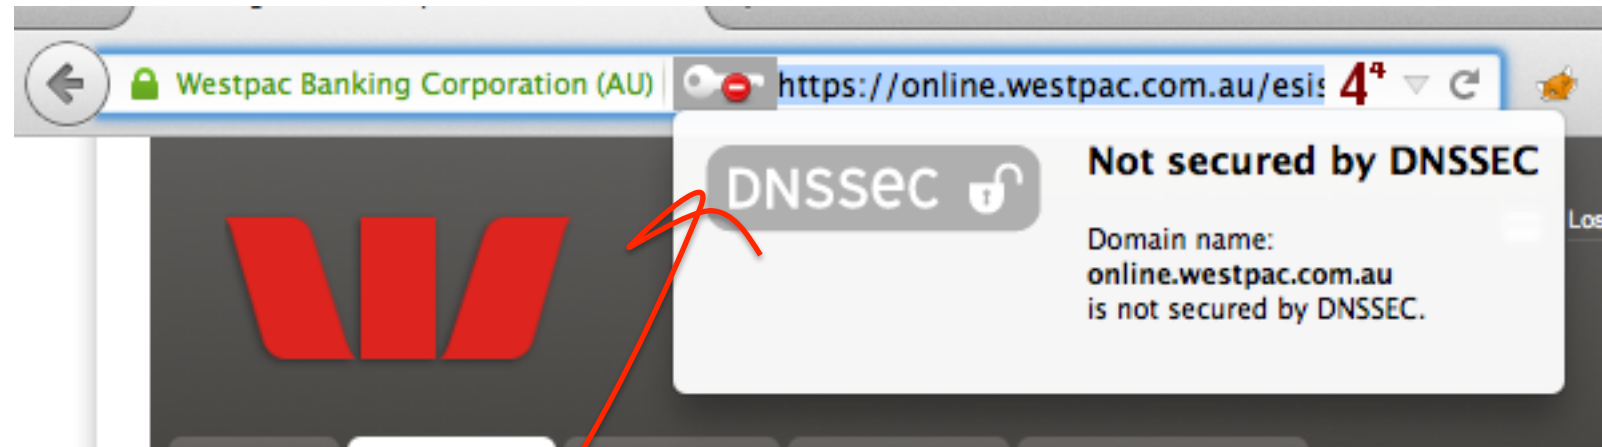 Westpac Banking Corporation (AU) https://online.westpac.com.au/esis 4⁴
DNSSEC
Not secured by DNSSEC
Los
Domain name:
online.westpac.com.au
is not secured by DNSSEC.